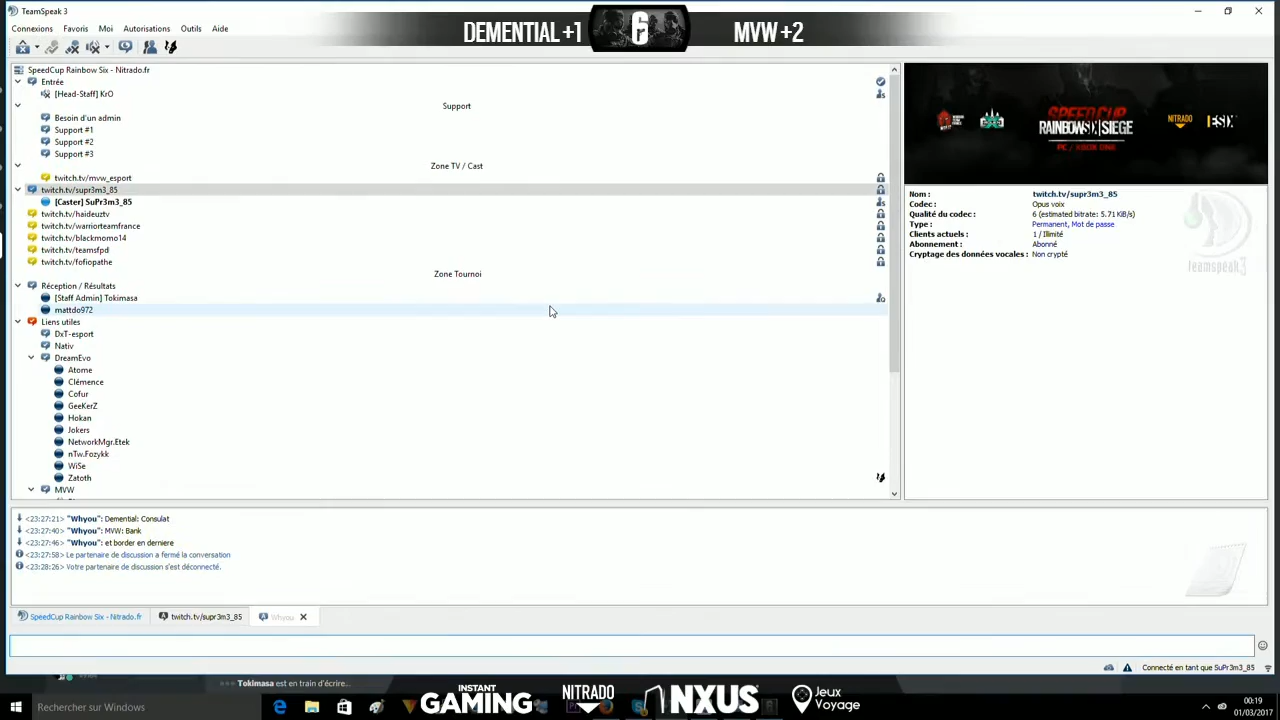 TeamSpeak 3
DEMENTIAL +1
6
MVW +2
Connexions Favoris Moi Autorisations Outils Aide
SpeedCup Rainbow Six - Nitrado.fr
Entrée
[Head-Staff] KrO
Support
Besoin d'un admin
Support #1
Support #2
Support #3
Zone TV / Cast
twitch.tv/mvw_esport
twitch.tv/supr3m3_85
[Caster] SuPr3m3_85
twitch.tv/haideuztv
twitch.tv/warriorteamfrance
twitch.tv/blackmomo14
twitch.tv/teamsfpd
twitch.tv/fofiopathe
Zone Tournoi
Réception / Résultats
[Staff Admin] Tokimasa
mattdo972
Liens utiles
DxT-esport
Nativ
DreamEvo
Atome
Clémence
Cofur
GeeKerZ
Hokan
Jokers
NetworkMgr.Etek
nTw.Fozykk
WiSe
Zatoth
MVW
SPEED CUP
RAINBOW SIX SIEGE
PC / XBOX ONE
NITRADO
ESIX
Nom : twitch.tv/supr3m3_85
Codec : Opus voix
Qualité du codec : 6 (estimated bitrate: 5.71 KiB/s)
Type : Permanent, Mot de passe
Clients actuels : 1 / Illimité
Abonnement : Abonné
Cryptage des données vocales : Non crypté
teamspeak3
<23:27:21> "Whyou": Demential: Consulat
<23:27:40> "Whyou": MVW: Bank
<23:27:46> "Whyou": et border en derniere
<23:27:58> Le partenaire de discussion a fermé la conversation
<23:28:26> Votre partenaire de discussion s'est déconnecté.
SpeedCup Rainbow Six - Nitrado.fr twitch.tv/supr3m3_85 Whyou
Connecté en tant que SuPr3m3_85
Tokimasa est en train d'écrire...
INSTANT GAMING
NITRADO
NXUS
Jeux Voyage
Rechercher sur Windows
00:19
01/03/2017